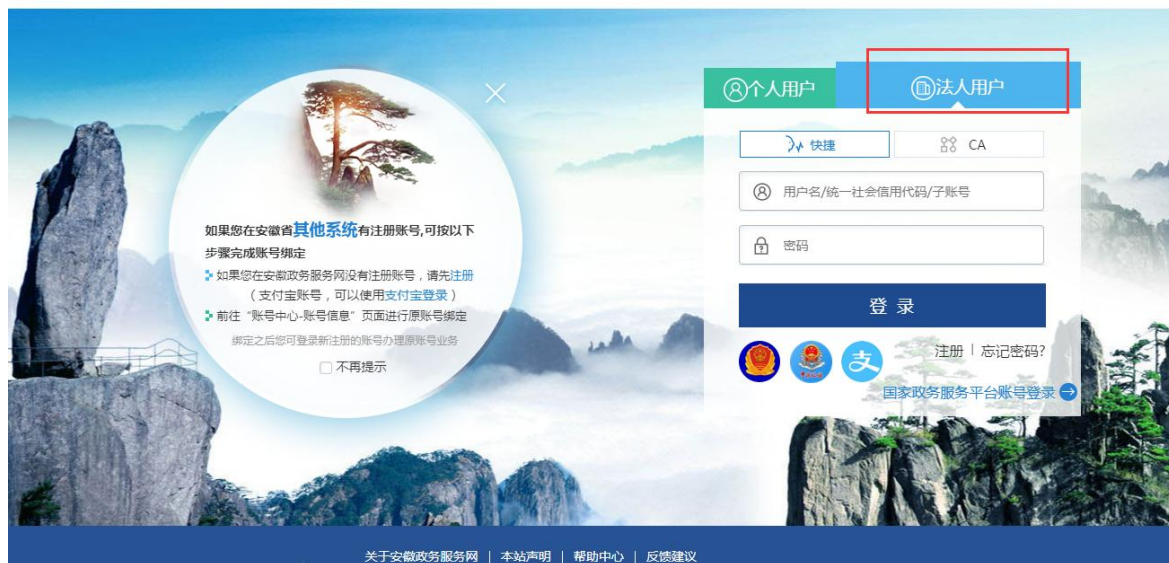 如果您在安徽省其他系统有注册账号,可按以下
步骤完成账号绑定
如果您在安徽政务服务网没有注册账号，请先注册
（支付宝账号，可以使用支付宝登录）
前往“账号中心-账号信息”页面进行原账号绑定
绑定之后您可登录新注册的账号办理原账号业务
不再提示
个人用户 法人用户
快捷 CA
用户名/统一社会信用代码/子账号
密码
登 录
支
注册 | 忘记密码?
国家政务服务平台账号登录
关于安徽政务服务网 | 本站声明 | 帮助中心 | 反馈建议